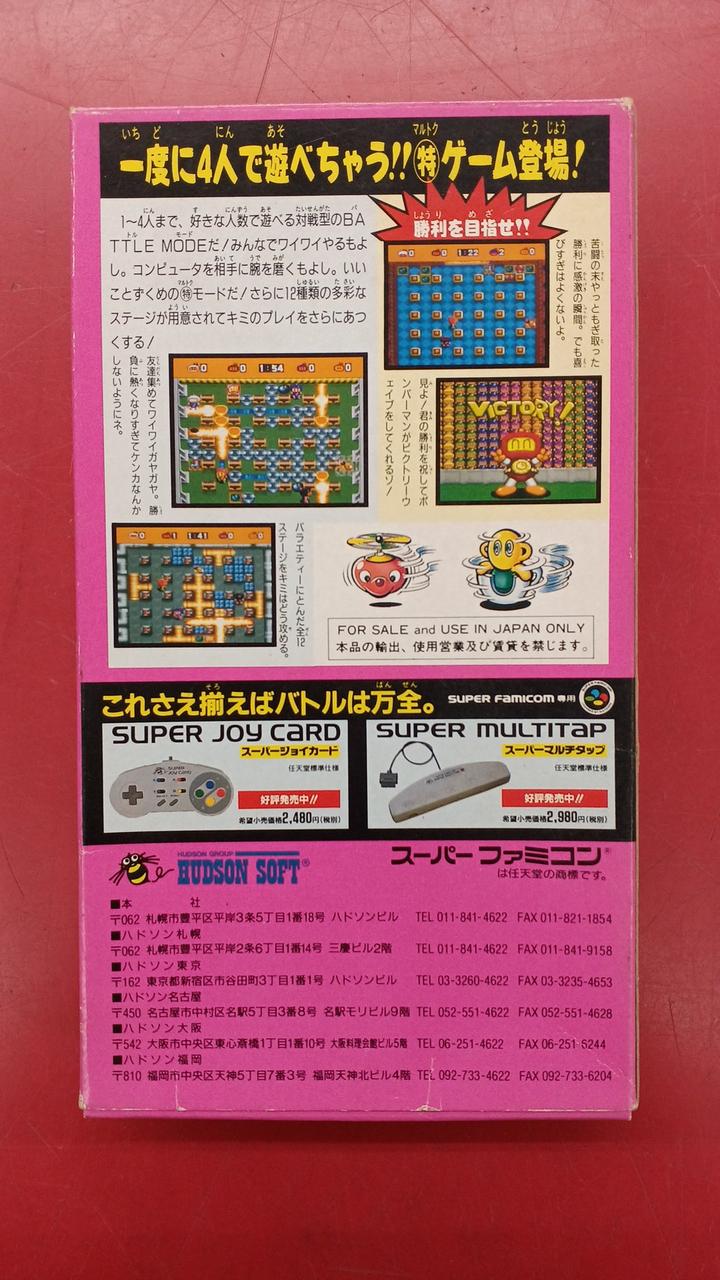 一度に4人で遊べちゃう!!特ゲーム登場!
1〜4人まで、好きな人数で遊べる対戦型のBA
TTLE MODEだ!みんなでワイワイやるもよ
し。コンピュータを相手に腕を磨くもよし。いい
ことずくめの特モードだ!さらに12種類の多彩な
ステージが用意されてキミのプレイをさらにあつ
くする!
勝利を目指せ!!
苦闘の末やっともぎ取った
勝利に感激の瞬間。でも喜
びすぎはよくないよ。
1:22
友達集めてワイワイガヤガヤ。勝
負に熱くなりすぎてケンカなんか
しないようにネ。
1:54
見よ!君の勝利を祝してボ
ンバーマンがビクトリーウ
ェイブをしてくれるゾ!
VICTORY!
1:41
バラエティーにとんだ全12
ステージをキミはどう攻める。
FOR SALE and USE IN JAPAN ONLY
本品の輸出、使用営業及び賃貸を禁じます。
これさえ揃えばバトルは万全。 SUPER FAMICOM 専用
SUPER JOY CARD
スーパージョイカード
任天堂標準仕様
好評発売中!!
希望小売価格2,480円(税別)
SUPER MULTITAP
スーパーマルチタップ
任天堂標準仕様
好評発売中!!
希望小売価格2,980円(税別)
HUDSON GROUP
HUDSON SOFT®
スーパーファミコン®
は任天堂の商標です。
■本 社
〒062 札幌市豊平区平岸3条5丁目1番18号 ハドソンビル TEL 011-841-4622 FAX 011-821-1854
■ハドソン札幌
〒062 札幌市豊平区平岸2条6丁目1番14号 三慶ビル2階 TEL 011-841-4622 FAX 011-841-9158
■ハドソン東京
〒162 東京都新宿区市谷田町3丁目1番1号 ハドソンビル TEL 03-3260-4622 FAX 03-3235-4653
■ハドソン名古屋
〒450 名古屋市中村区名駅5丁目3番8号 名駅モリビル9階 TEL 052-551-4622 FAX 052-551-4628
■ハドソン大阪
〒542 大阪市中央区東心斎橋1丁目1番10号 大阪料理会館ビル5階 TEL 06-251-4622 FAX 06-251-6244
■ハドソン福岡
〒810 福岡市中央区天神5丁目7番3号 福岡天神北ビル4階 TEL 092-733-4622 FAX 092-733-6204